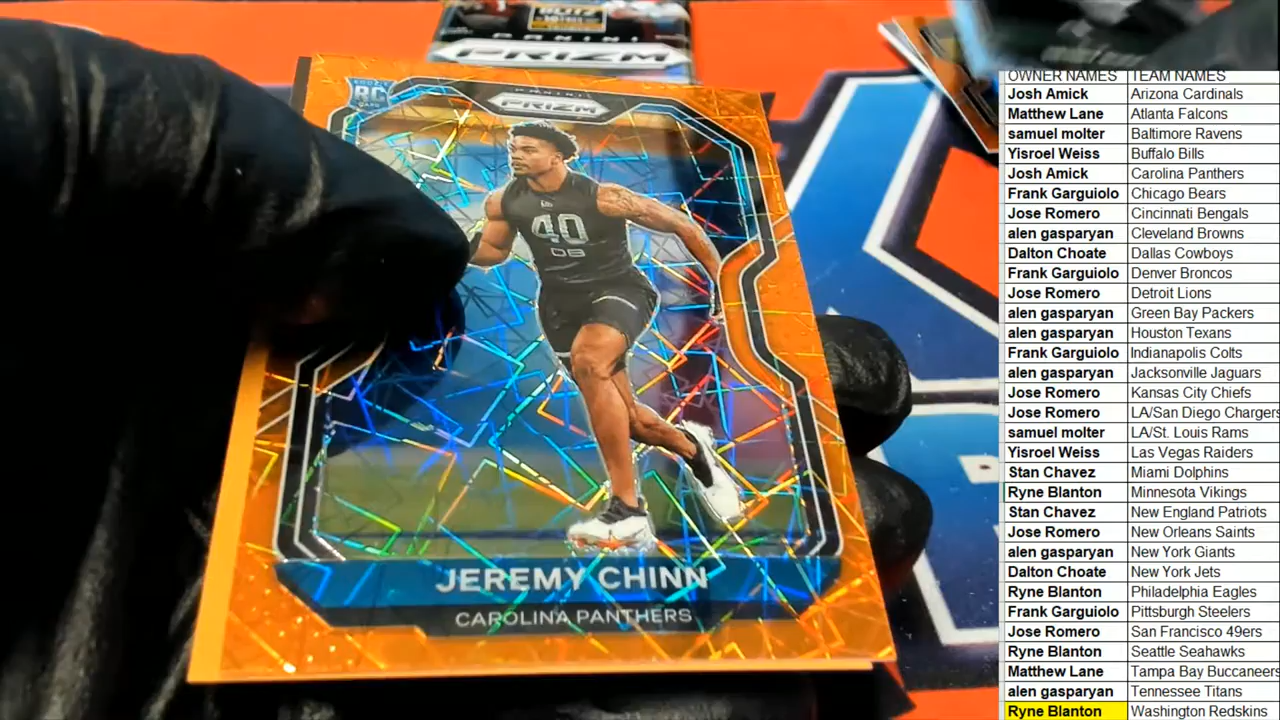 BLITZ
PANINI
PRIZM
RC
PANINI
PRIZM
40
DB
JEREMY CHINN
CAROLINA PANTHERS
OWNER NAMES TEAM NAMES
Josh Amick Arizona Cardinals
Matthew Lane Atlanta Falcons
samuel molter Baltimore Ravens
Yisroel Weiss Buffalo Bills
Josh Amick Carolina Panthers
Frank Garguiolo Chicago Bears
Jose Romero Cincinnati Bengals
alen gasparyan Cleveland Browns
Dalton Choate Dallas Cowboys
Frank Garguiolo Denver Broncos
Jose Romero Detroit Lions
alen gasparyan Green Bay Packers
alen gasparyan Houston Texans
Frank Garguiolo Indianapolis Colts
alen gasparyan Jacksonville Jaguars
Jose Romero Kansas City Chiefs
Jose Romero LA/San Diego Charger
samuel molter LA/St. Louis Rams
Yisroel Weiss Las Vegas Raiders
Stan Chavez Miami Dolphins
Ryne Blanton Minnesota Vikings
Stan Chavez New England Patriots
Jose Romero New Orleans Saints
alen gasparyan New York Giants
Dalton Choate New York Jets
Ryne Blanton Philadelphia Eagles
Frank Garguiolo Pittsburgh Steelers
Jose Romero San Francisco 49ers
Ryne Blanton Seattle Seahawks
Matthew Lane Tampa Bay Buccaneers
alen gasparyan Tennessee Titans
Ryne Blanton Washington Redskins